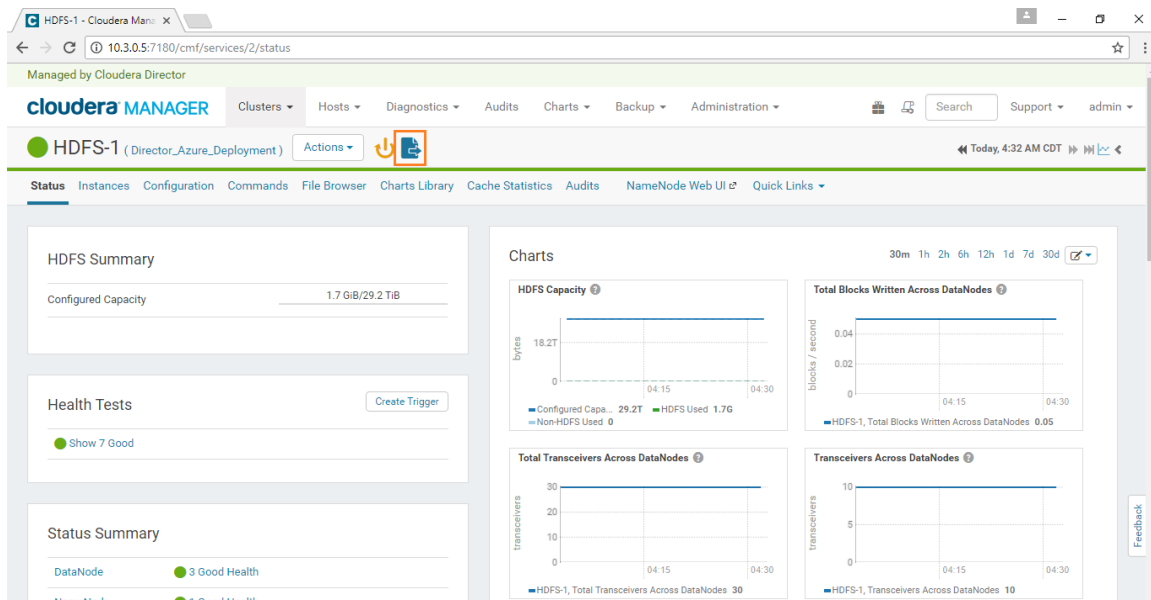 HDFS-1 - Cloudera Mana
10.3.0.5:7180/cmf/services/2/status
Managed by Cloudera Director
cloudera MANAGER
Clusters
Hosts
Diagnostics
Audits
Charts
Backup
Administration
Search
Support
admin
HDFS-1 ( Director_Azure_Deployment )
Actions
Today, 4:32 AM CDT
Status
Instances
Configuration
Commands
File Browser
Charts Library
Cache Statistics
Audits
NameNode Web UI
Quick Links
HDFS Summary
Configured Capacity
1.7 GiB/29.2 TiB
Health Tests
Create Trigger
Show 7 Good
Status Summary
DataNode
3 Good Health
Charts
30m 1h 2h 6h 12h 1d 7d 30d
HDFS Capacity
bytes
18.2T
0
04:15
04:30
Configured Capa... 29.2T
HDFS Used 1.7G
Non-HDFS Used 0
Total Blocks Written Across DataNodes
blocks / second
0.04
0.02
0
04:15
04:30
HDFS-1, Total Blocks Written Across DataNodes 0.05
Total Transceivers Across DataNodes
transceivers
30
20
10
0
04:15
04:30
HDFS-1, Total Transceivers Across DataNodes 30
Transceivers Across DataNodes
transceivers
10
5
0
04:15
04:30
HDFS-1, Transceivers Across DataNodes 10
Feedback